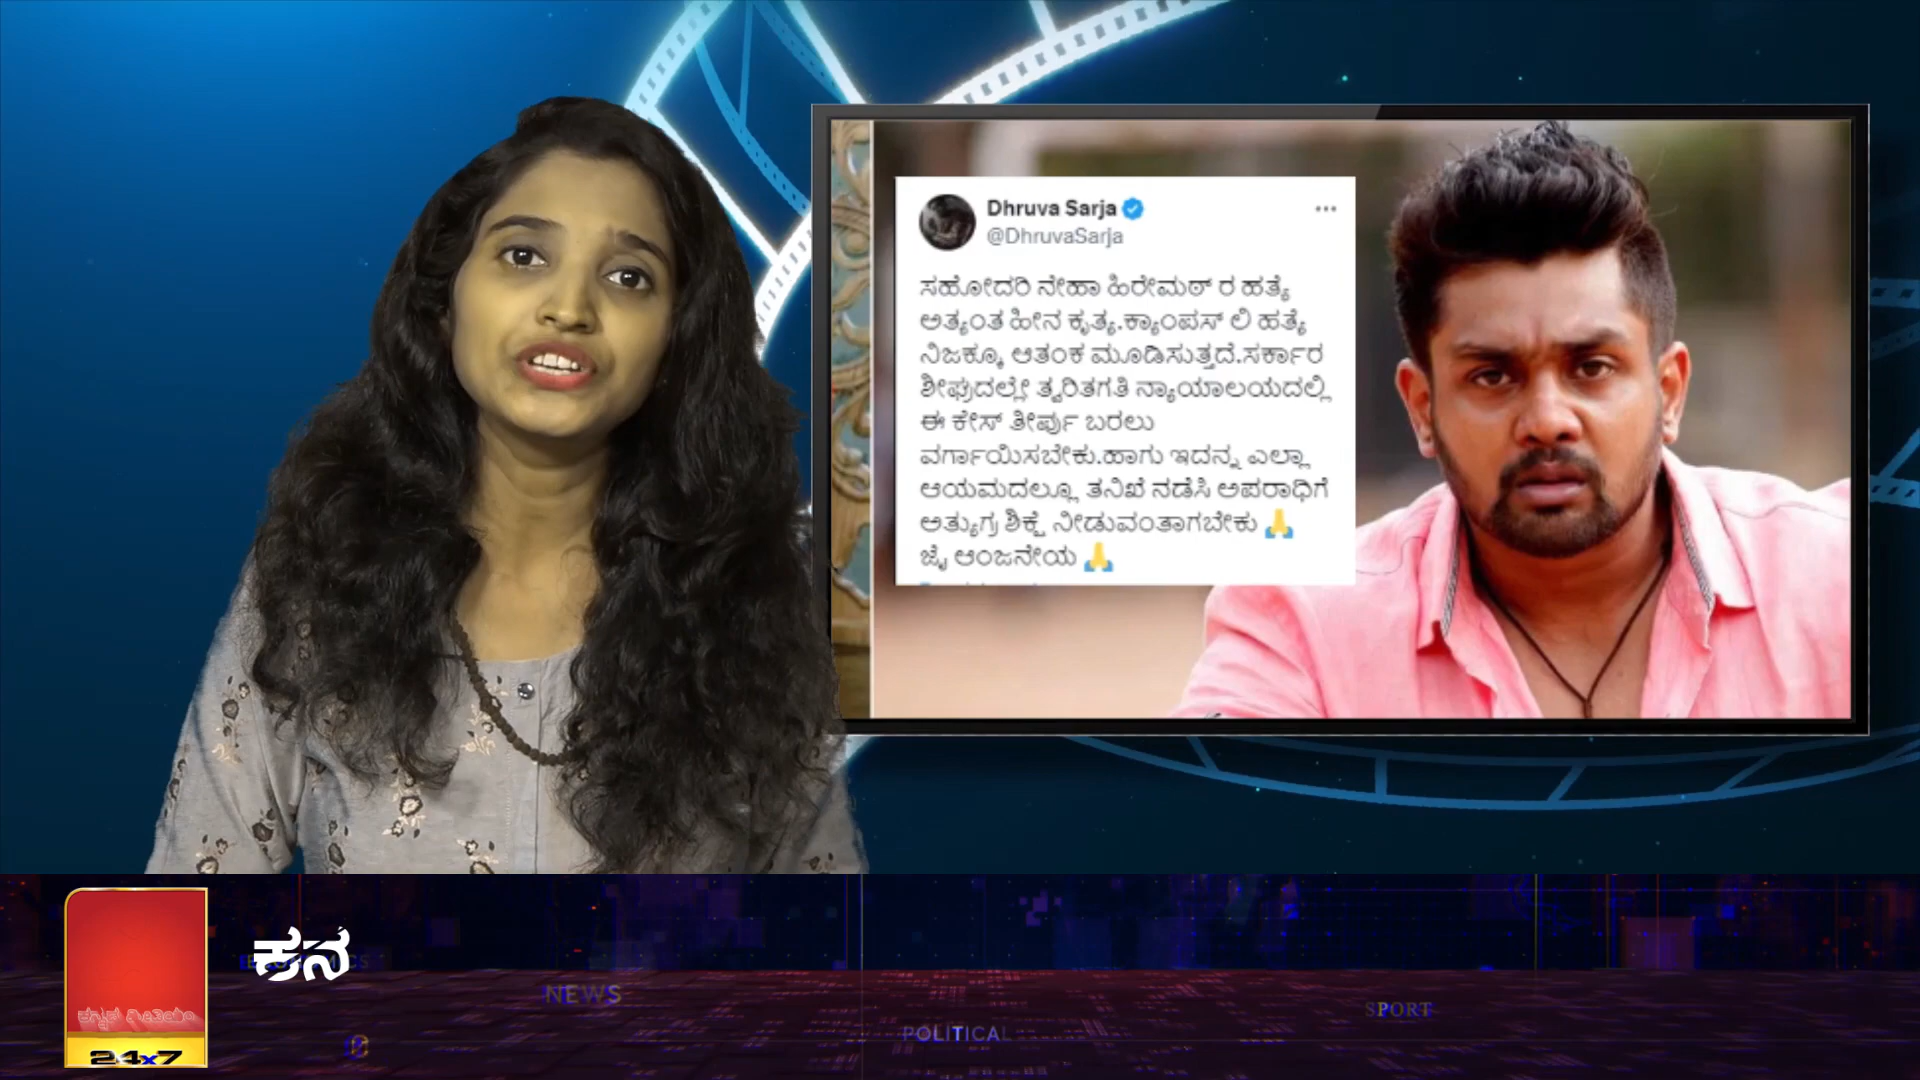 Dhruva Sarja
@DhruvaSarja
ಸಹೋದರಿ ನೇಹಾ ಹಿರೇಮಠ್ ರ ಹತ್ಯೆ
ಅತ್ಯಂತ ಹೀನ ಕೃತ್ಯ.ಕ್ಯಾಂಪಸ್ ಲಿ ಹತ್ಯೆ
ನಿಜಕ್ಕೂ ಆತಂಕ ಮೂಡಿಸುತ್ತದೆ.ಸರ್ಕಾರ
ಶೀಘ್ರದಲ್ಲೇ ತ್ವರಿತಗತಿ ನ್ಯಾಯಾಲಯದಲ್ಲಿ
ಈ ಕೇಸ್ ತೀರ್ಪು ಬರಲು
ವರ್ಗಾಯಿಸಬೇಕು.ಹಾಗು ಇದನ್ನ ಎಲ್ಲಾ
ಆಯಮದಲ್ಲೂ ತನಿಖೆ ನಡೆಸಿ ಅಪರಾಧಿಗೆ
ಅತ್ಯುಗ್ರ ಶಿಕ್ಷೆ ನೀಡುವಂತಾಗಬೇಕು 🙏
ಜೈ ಆಂಜನೇಯ 🙏
ಕನ
NEWS
SPORT
POLITICAL
24x7